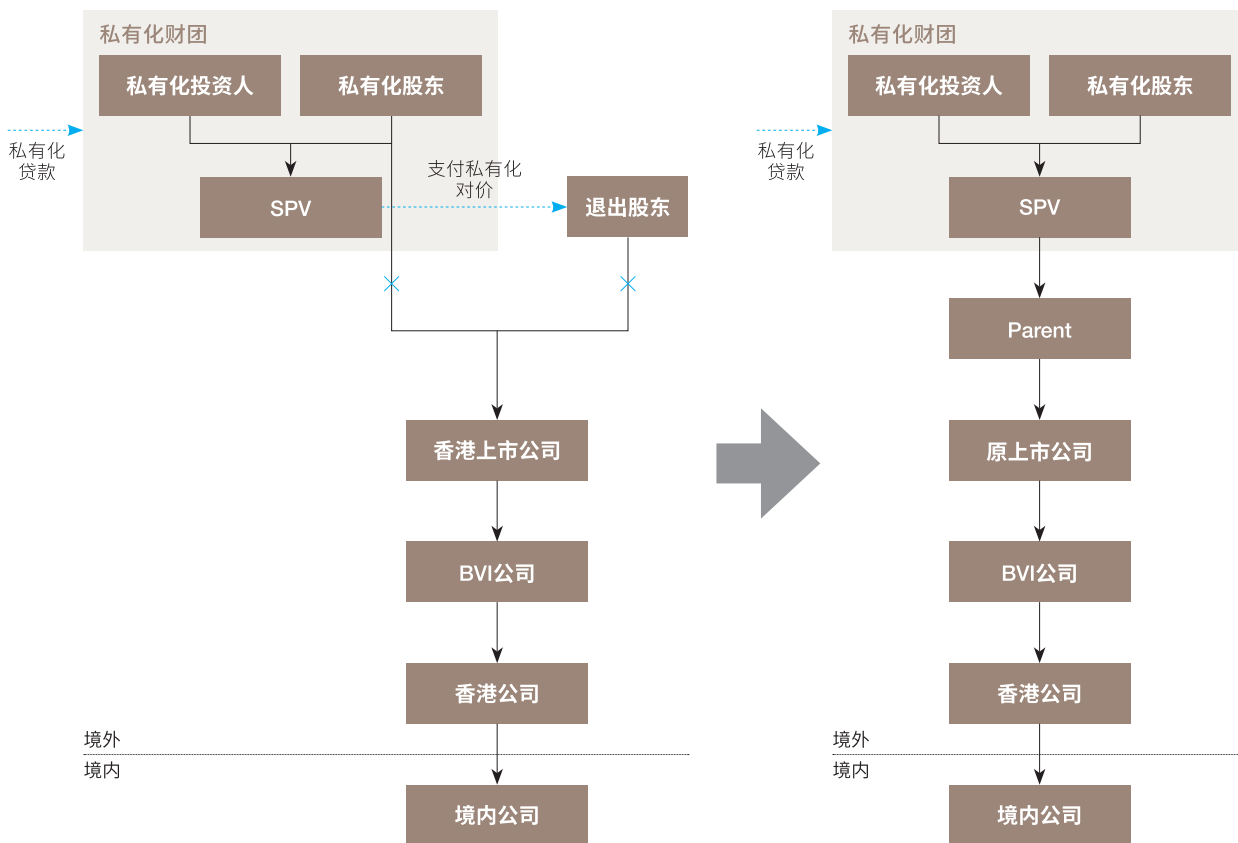 私有化财团
私有化投资人
私有化股东
私有化
贷款
SPV
支付私有化
对价
退出股东
香港上市公司
BVI公司
香港公司
境外
境内
境内公司
私有化财团
私有化投资人
私有化股东
私有化
贷款
SPV
Parent
原上市公司
BVI公司
香港公司
境外
境内
境内公司